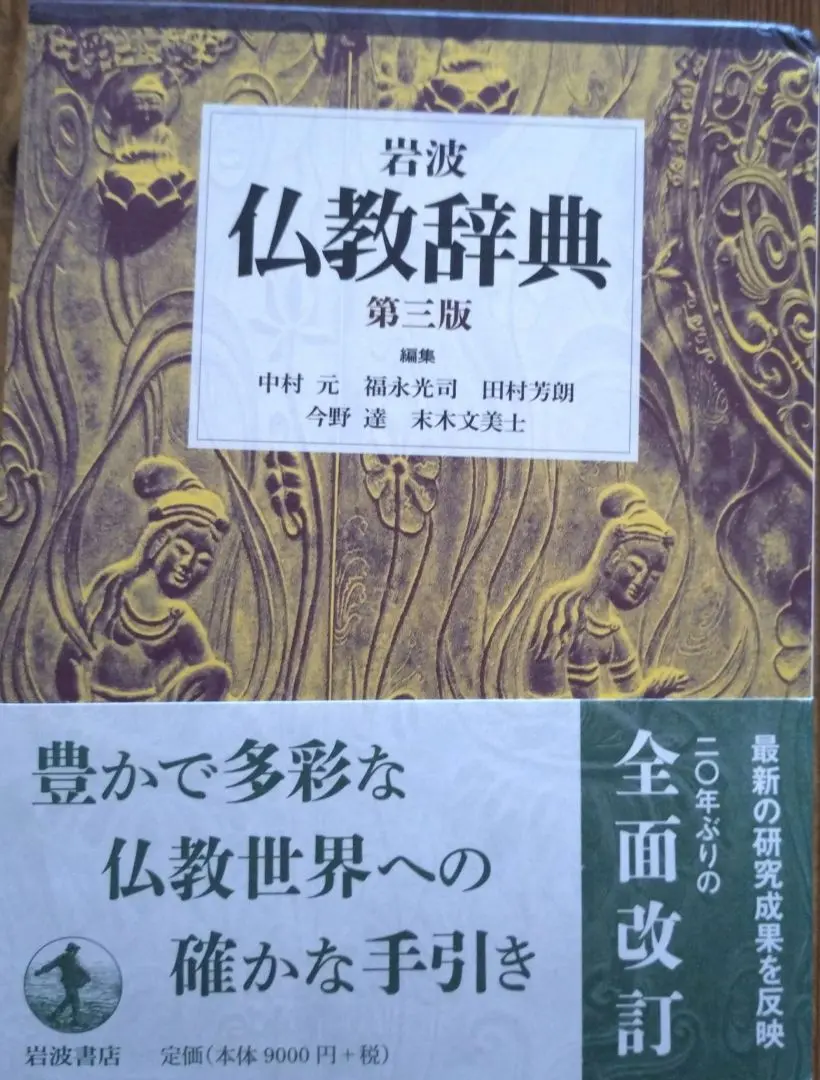 岩波
仏教辞典
第三版
編集
中村 元 福永光司 田村芳朗
今野 達 末木文美士
最新の研究成果を反映
二〇年ぶりの
全面改訂
豊かで多彩な
仏教世界への
確かな手引き
岩波書店 定価(本体 9000 円+税)